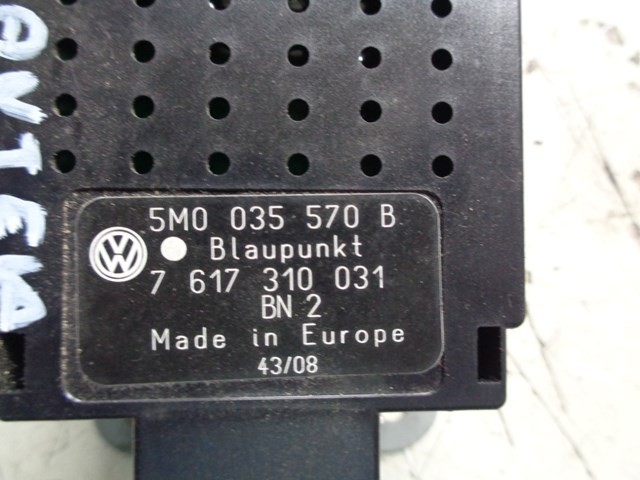 5M0 035 570 B
Blaupunkt
7 617 310 031
BN 2
Made in Europe
43/08